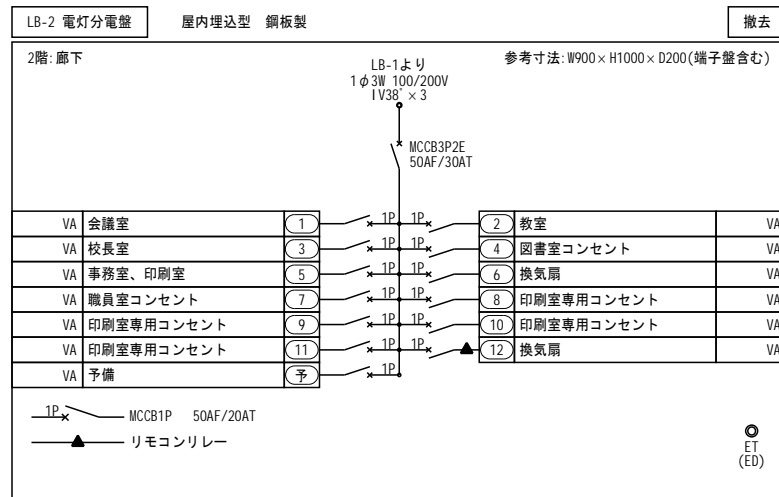 LB-2 電灯分電盤 屋内埋込型 鋼板製 撤去
2階:廊下
参考寸法:W900×H1000×D200(端子盤含む)
LB-1より
1φ3W 100/200V
IV38°×3
MCCB3P2E
50AF/30AT
VA 会議室 1 1P 1P 2 教室 VA
VA 校長室 3 1P 1P 4 図書室コンセント VA
VA 事務室、印刷室 5 1P 1P 6 換気扇 VA
VA 職員室コンセント 7 1P 1P 8 印刷室専用コンセント VA
VA 印刷室専用コンセント 9 1P 1P 10 印刷室専用コンセント VA
VA 印刷室専用コンセント 11 1P 1P 12 換気扇 VA
VA 予備 予 1P
1P MCCB1P 50AF/20AT
リモコンリレー
ET
(ED)